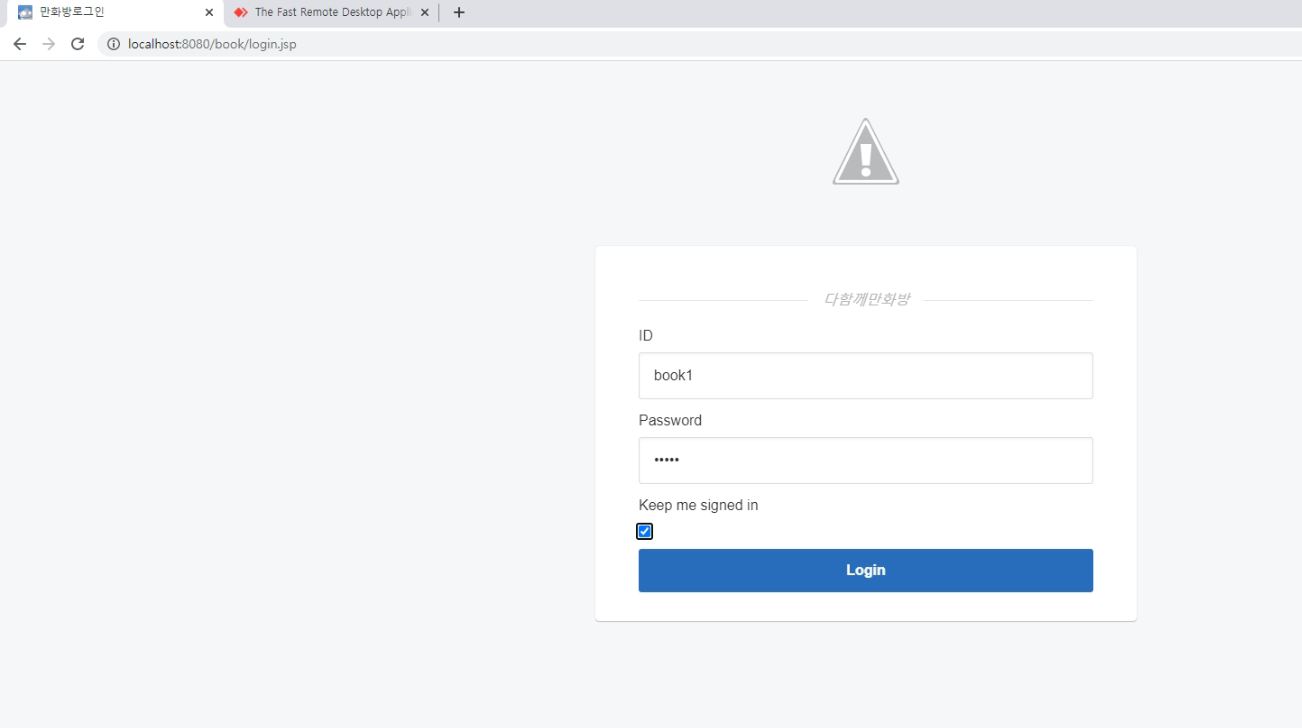 만화방로그인
The Fast Remote Desktop Appli
localhost:8080/book/login.jsp
다함께만화방
ID
book1
Password
•••••
Keep me signed in
Login